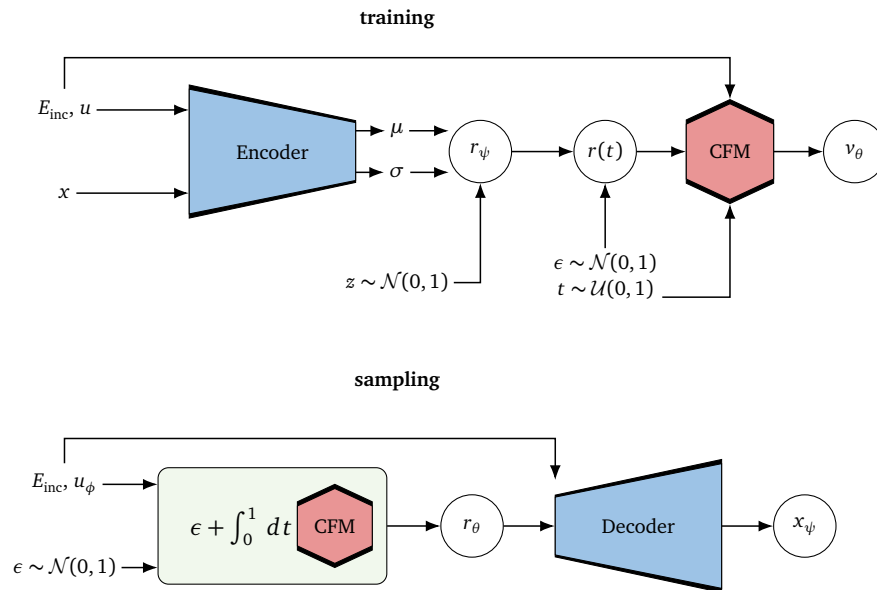 training
E_inc, u
x
Encoder
μ
σ
r_ψ
r(t)
CFM
v_θ
z ∼ 𝒩(0, 1)
ϵ ∼ 𝒩(0, 1)
t ∼ 𝒰(0, 1)
sampling
E_inc, u_ϕ
ϵ ∼ 𝒩(0, 1)
ϵ + ∫_0^1 dt CFM
r_θ
Decoder
x_ψ